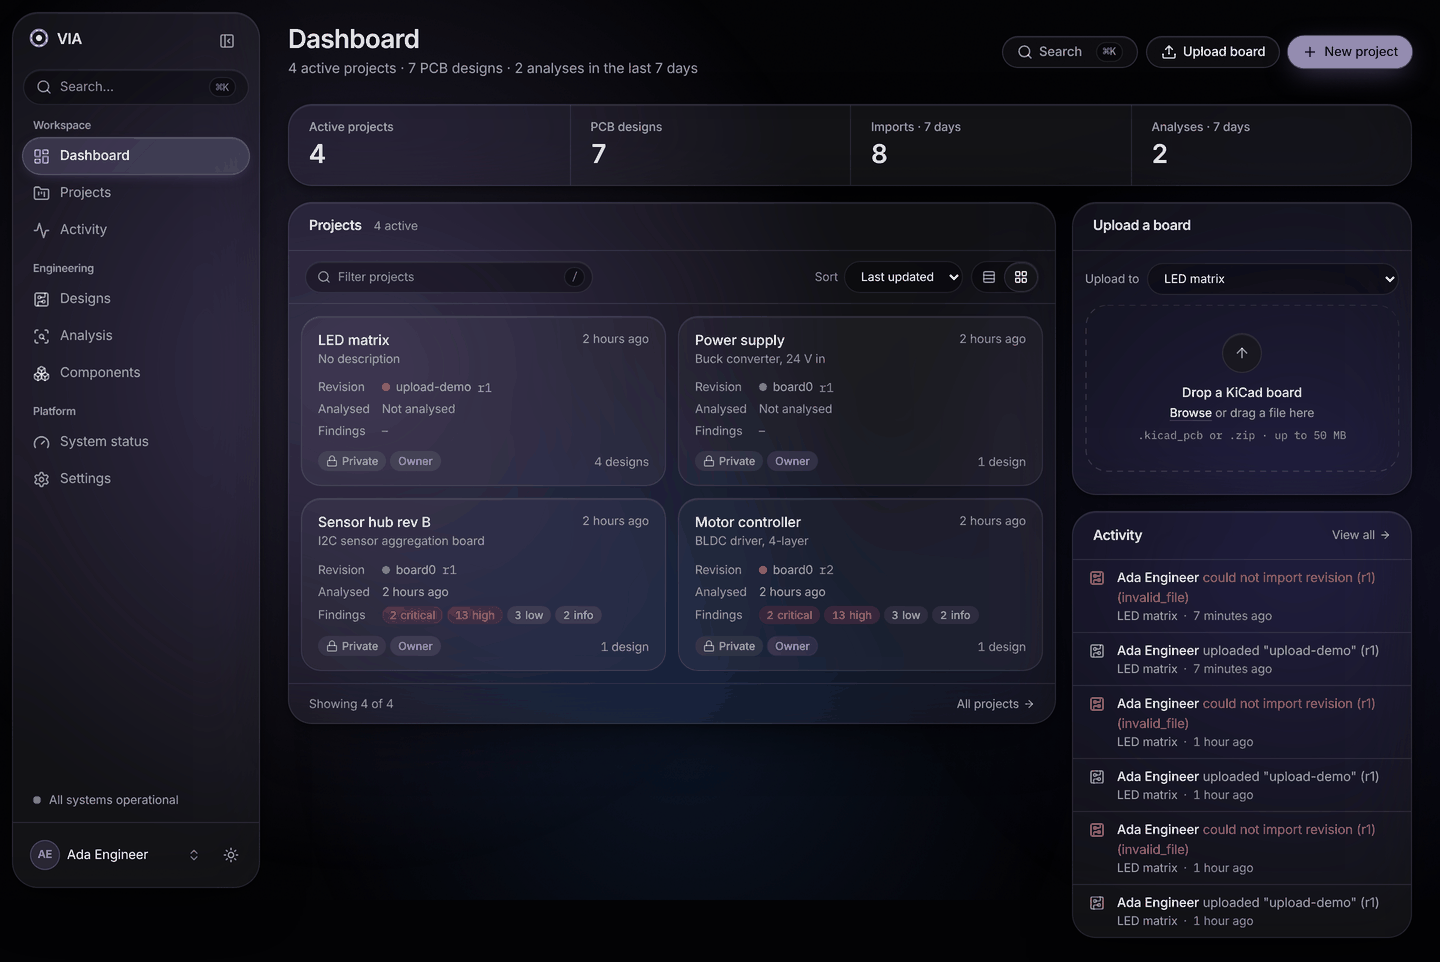 VIA
Search... ⌘K
Workspace
Dashboard
Projects
Activity
Engineering
Designs
Analysis
Components
Platform
System status
Settings
All systems operational
AE Ada Engineer
Dashboard
4 active projects · 7 PCB designs · 2 analyses in the last 7 days
Search ⌘K
Upload board
New project
Active projects
4
PCB designs
7
Imports · 7 days
8
Analyses · 7 days
2
Projects 4 active
Filter projects /
Sort Last updated
LED matrix 2 hours ago
No description
Revision upload-demo r1
Analysed Not analysed
Findings –
Private Owner 4 designs
Power supply 2 hours ago
Buck converter, 24 V in
Revision board0 r1
Analysed Not analysed
Findings –
Private Owner 1 design
Sensor hub rev B 2 hours ago
I2C sensor aggregation board
Revision board0 r1
Analysed 2 hours ago
Findings 2 critical 13 high 3 low 2 info
Private Owner 1 design
Motor controller 2 hours ago
BLDC driver, 4-layer
Revision board0 r2
Analysed 2 hours ago
Findings 2 critical 13 high 3 low 2 info
Private Owner 1 design
Showing 4 of 4
All projects →
Upload a board
Upload to LED matrix
Drop a KiCad board
Browse or drag a file here
.kicad_pcb or .zip · up to 50 MB
Activity View all →
Ada Engineer could not import revision (r1)
(invalid_file)
LED matrix · 7 minutes ago
Ada Engineer uploaded "upload-demo" (r1)
LED matrix · 7 minutes ago
Ada Engineer could not import revision (r1)
(invalid_file)
LED matrix · 1 hour ago
Ada Engineer uploaded "upload-demo" (r1)
LED matrix · 1 hour ago
Ada Engineer could not import revision (r1)
(invalid_file)
LED matrix · 1 hour ago
Ada Engineer uploaded "upload-demo" (r1)
LED matrix · 1 hour ago